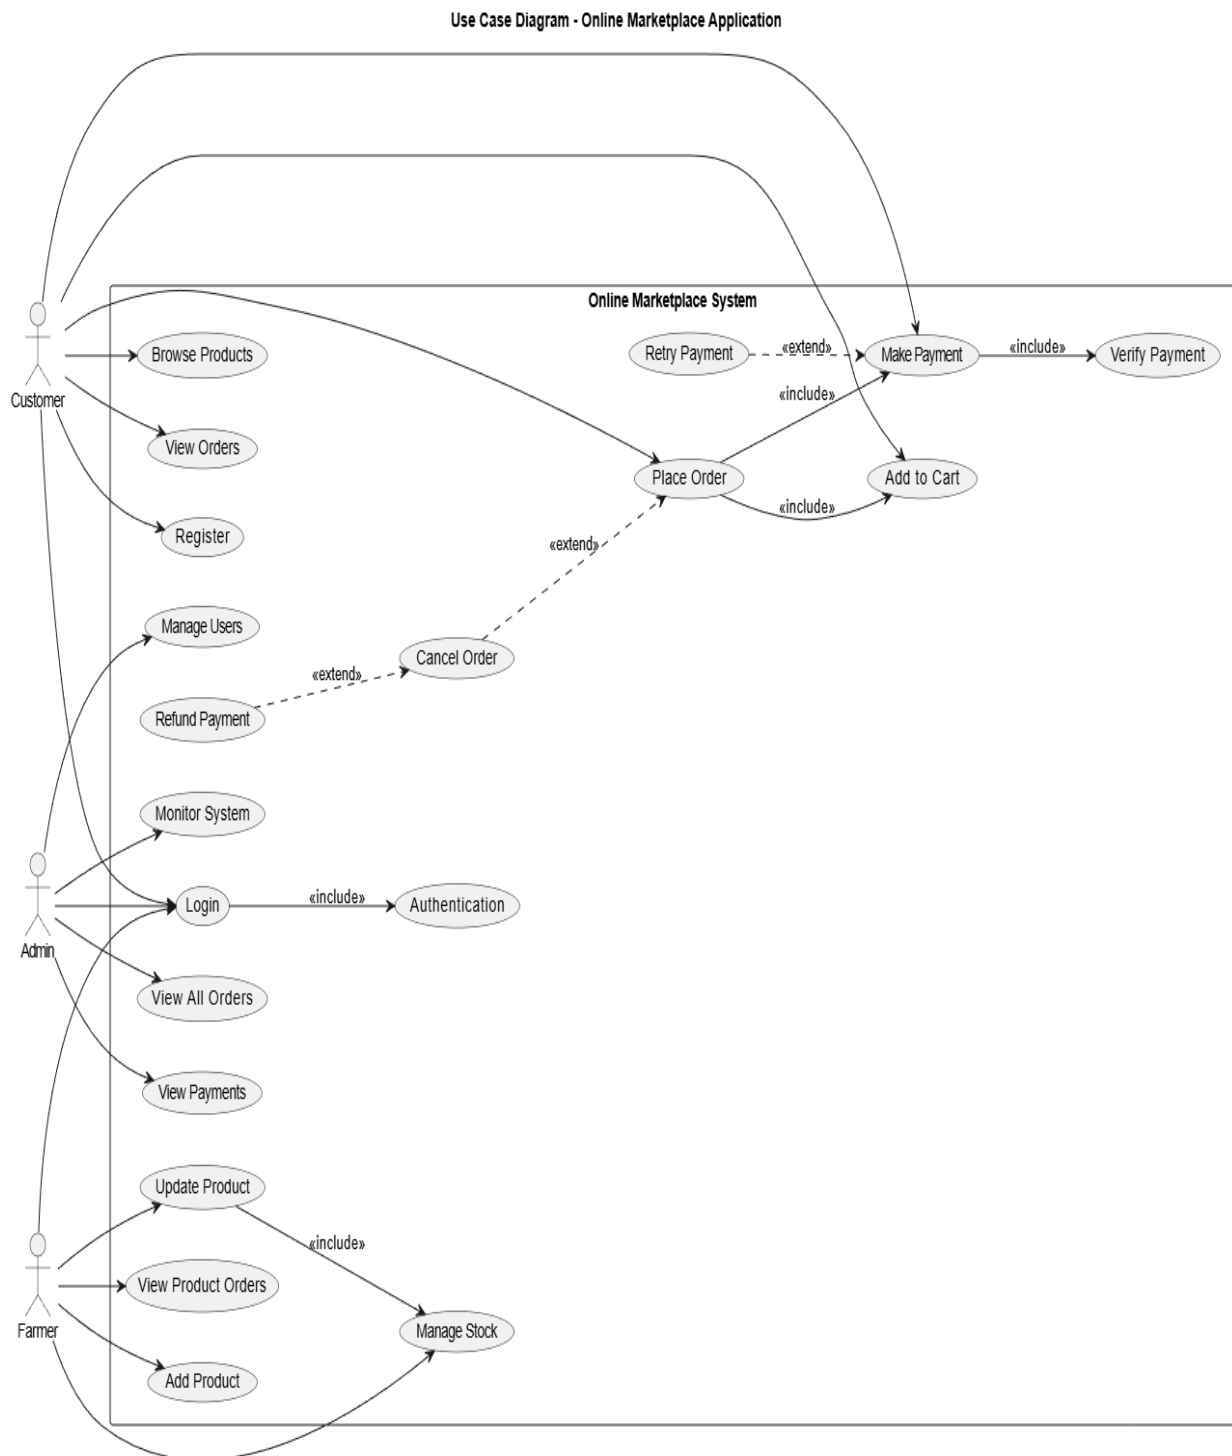 Use Case Diagram - Online Marketplace Application
Online Marketplace System
Browse Products
Retry Payment
«extend»
Make Payment
«include»
Verify Payment
Customer
«include»
View Orders
Place Order
Add to Cart
«include»
Register
«extend»
Manage Users
Cancel Order
«extend»
Refund Payment
Monitor System
Login
«include»
Authentication
Admin
View All Orders
View Payments
Update Product
«include»
View Product Orders
Farmer
Manage Stock
Add Product